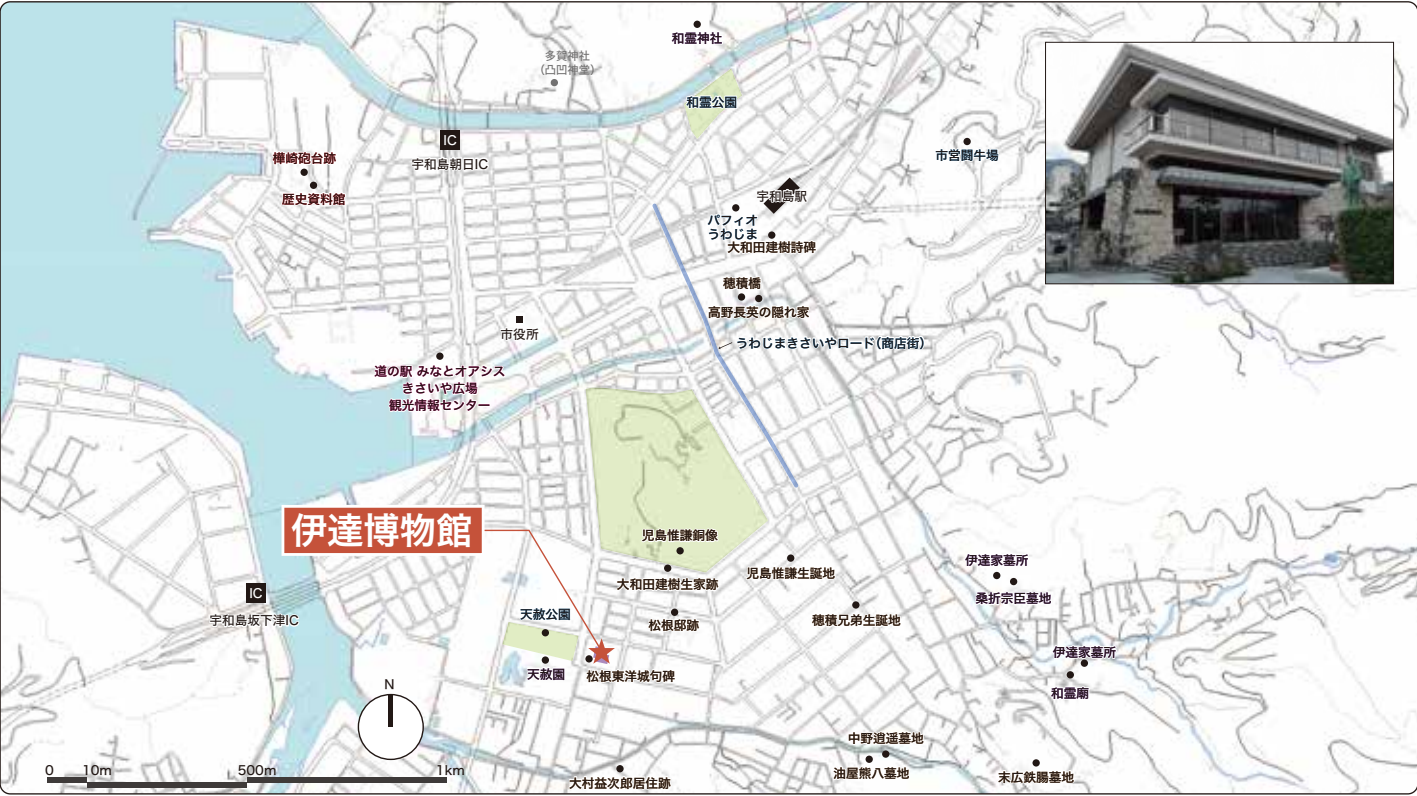 和霊神社
多賀神社
（凸凹神堂）
和霊公園
IC
宇和島朝日IC
樺崎砲台跡
歴史資料館
市営闘牛場
宇和島駅
パフィオ
うわじま
大和田建樹詩碑
穂積橋
高野長英の隠れ家
市役所
うわじまきさいやロード（商店街）
道の駅 みなとオアシス
きさいや広場
観光情報センター
伊達博物館
児島惟謙銅像
大和田建樹生家跡
児島惟謙生誕地
伊達家墓所
桑折宗臣墓地
IC
宇和島坂下津IC
天赦公園
松根邸跡
穂積兄弟生誕地
天赦園
松根東洋城句碑
伊達家墓所
和霊廟
N
中野逍遥墓地
油屋熊八墓地
末広鉄腸墓地
大村益次郎居住跡
0 10m 500m 1km